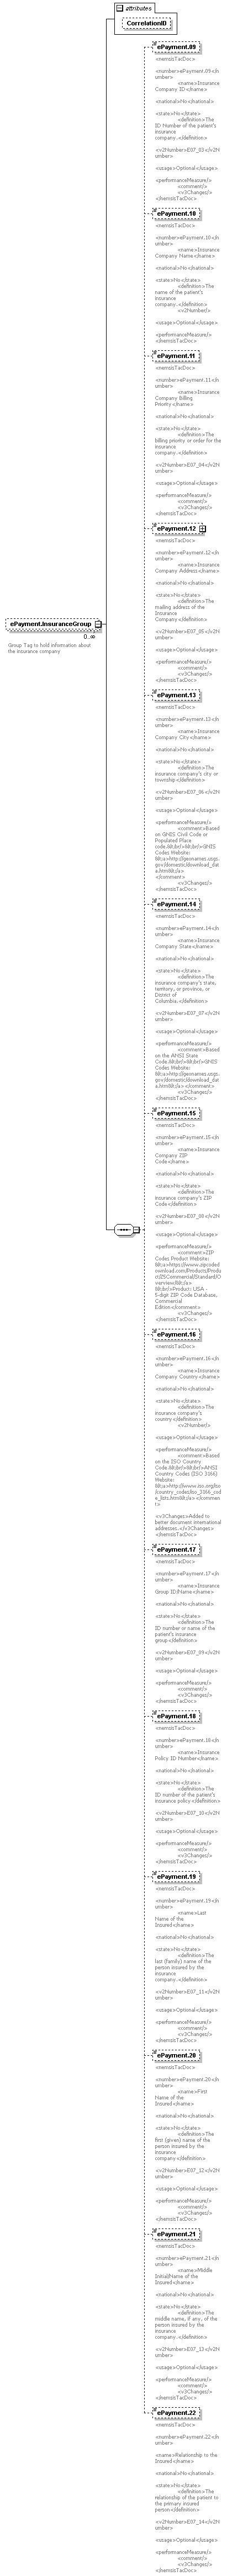 attributes
CorrelationID
ePayment.InsuranceGroup
0..∞
Group Tag to hold information about
the insurance company
ePayment.09
<nemsisTacDoc>
<number>ePayment.09</number>
<name>Insurance
Company ID</name>
<national>No</national>
<state>No</state>
<definition>The
ID Number of the patient's
insurance
company.</definition>
<v2Number>E07_03</v2Number>
<usage>Optional</usage>
<performanceMeasure/>
<comment/>
<v3Changes/>
</nemsisTacDoc>
ePayment.10
<nemsisTacDoc>
<number>ePayment.10</number>
<name>Insurance
Company Name</name>
<national>No</national>
<state>No</state>
<definition>The
name of the patient's
insurance
company.</definition>
<v2Number/>
<usage>Optional</usage>
<performanceMeasure/>
</nemsisTacDoc>
ePayment.11
<nemsisTacDoc>
<number>ePayment.11</number>
<name>Insurance
Company Billing
Priority</name>
<national>No</national>
<state>No</state>
<definition>The
billing priority or order for the
insurance
company.</definition>
<v2Number>E07_04</v2Number>
<usage>Optional</usage>
<performanceMeasure/>
<comment/>
<v3Changes/>
</nemsisTacDoc>
ePayment.12
<nemsisTacDoc>
<number>ePayment.12</number>
<name>Insurance
Company Address</name>
<national>No</national>
<state>No</state>
<definition>The
mailing address of the
Insurance
Company</definition>
<v2Number>E07_05</v2Number>
<usage>Optional</usage>
<performanceMeasure/>
<comment/>
<v3Changes/>
</nemsisTacDoc>
ePayment.13
<nemsisTacDoc>
<number>ePayment.13</number>
<name>Insurance
Company City</name>
<national>No</national>
<state>No</state>
<definition>The
insurance company's city or
township</definition>
<v2Number>E07_06</v2Number>
<usage>Optional</usage>
<performanceMeasure/>
<comment>Based
on GNIS Civil Code or
Populated Place
code.&lt;br/>&lt;br/>GNIS
Codes Website:
&lt;a>http://geonames.usgs.
gov/domestic/download_dat
a.htm&lt;/a>
</comment>
<v3Changes/>
</nemsisTacDoc>
ePayment.14
<nemsisTacDoc>
<number>ePayment.14</number>
<name>Insurance
Company State</name>
<national>No</national>
<state>No</state>
<definition>The
insurance company's state,
territory, or province, or
District of
Columbia.</definition>
<v2Number>E07_07</v2Number>
<usage>Optional</usage>
<performanceMeasure/>
<comment>Based
on the ANSI State
Code.&lt;br/>&lt;br/>GNIS
Codes Website:
&lt;a>http://geonames.usgs.
gov/domestic/download_dat
a.htm&lt;/a></comment>
<v3Changes/>
</nemsisTacDoc>
ePayment.15
<nemsisTacDoc>
<number>ePayment.15</number>
<name>Insurance
Company ZIP
Code</name>
<national>No</national>
<state>No</state>
<definition>The
insurance company's ZIP
Code</definition>
<v2Number>E07_08</v2Number>
<usage>Optional</usage>
<performanceMeasure/>
<comment>ZIP
Codes Product Website:
&lt;a>https://www.zipcoded
ownload.com/Products/Produ
ct/Z5Commercial/Standard/O
verview/&lt;/a>
&lt;br/>Product: USA -
5-digit ZIP Code Database,
Commercial
Edition</comment>
<v3Changes/>
</nemsisTacDoc>
ePayment.16
<nemsisTacDoc>
<number>ePayment.16</number>
<name>Insurance
Company Country</name>
<national>No</national>
<state>No</state>
<definition>The
insurance company's
country</definition>
<v2Number/>
<usage>Optional</usage>
<performanceMeasure/>
<comment>Based
on the ISO Country
Code.&lt;br/>&lt;br/>ANSI
Country Codes (ISO 3166)
Website:
&lt;a>http://www.iso.org/iso
/country_codes/iso_3166_cod
e_lists.htm&lt;/a></comment>
<v3Changes>Added to
better document international
addresses.</v3Changes>
</nemsisTacDoc>
ePayment.17
<nemsisTacDoc>
<number>ePayment.17</number>
<name>Insurance
Group ID/Name</name>
<national>No</national>
<state>No</state>
<definition>The
ID number or name of the
patient's insurance
group</definition>
<v2Number>E07_09</v2Number>
<usage>Optional</usage>
<performanceMeasure/>
<comment/>
<v3Changes/>
</nemsisTacDoc>
ePayment.18
<nemsisTacDoc>
<number>ePayment.18</number>
<name>Insurance
Policy ID Number</name>
<national>No</national>
<state>No</state>
<definition>The
ID number of the patient's
insurance policy</definition>
<v2Number>E07_10</v2Number>
<usage>Optional</usage>
<performanceMeasure/>
<comment/>
<v3Changes/>
</nemsisTacDoc>
ePayment.19
<nemsisTacDoc>
<number>ePayment.19</number>
<name>Last
Name of the
Insured</name>
<national>No</national>
<state>No</state>
<definition>The
last (family) name of the
person insured by the
insurance
company.</definition>
<v2Number>E07_11</v2Number>
<usage>Optional</usage>
<performanceMeasure/>
<comment/>
<v3Changes/>
</nemsisTacDoc>
ePayment.20
<nemsisTacDoc>
<number>ePayment.20</number>
<name>First
Name of the
Insured</name>
<national>No</national>
<state>No</state>
<definition>The
first (given) name of the
person insured by the
insurance
company</definition>
<v2Number>E07_12</v2Number>
<usage>Optional</usage>
<performanceMeasure/>
<comment/>
<v3Changes/>
</nemsisTacDoc>
ePayment.21
<nemsisTacDoc>
<number>ePayment.21</number>
<name>Middle
Initial/Name of the
Insured</name>
<national>No</national>
<state>No</state>
<definition>The
middle name, if any, of the
person insured by the
insurance
company.</definition>
<v2Number>E07_13</v2Number>
<usage>Optional</usage>
<performanceMeasure/>
<comment/>
<v3Changes/>
</nemsisTacDoc>
ePayment.22
<nemsisTacDoc>
<number>ePayment.22</number>
<name>Relationship to the
Insured</name>
<national>No</national>
<state>No</state>
<definition>The
relationship of the patient to
the primary insured
person</definition>
<v2Number>E07_14</v2Number>
<usage>Optional</usage>
<performanceMeasure/>
<comment/>
<v3Changes/>
</nemsisTacDoc>